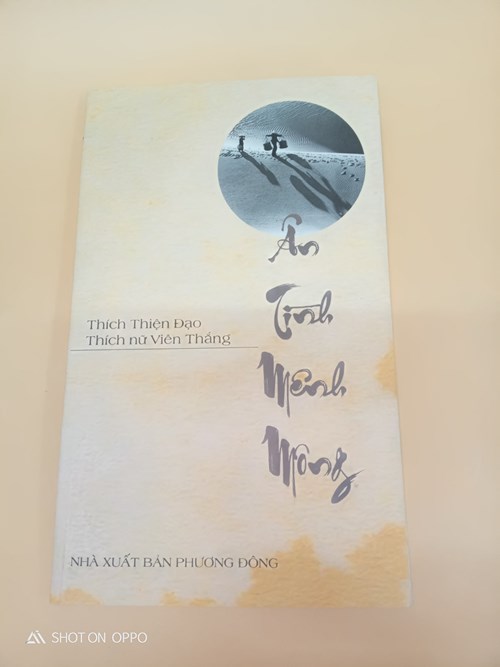 Ân
Tình
Mênh
Mông
Thích Thiện Đạo
Thích nữ Viên Thắng
NHÀ XUẤT BẢN PHƯƠNG ĐÔNG
SHOT ON OPPO